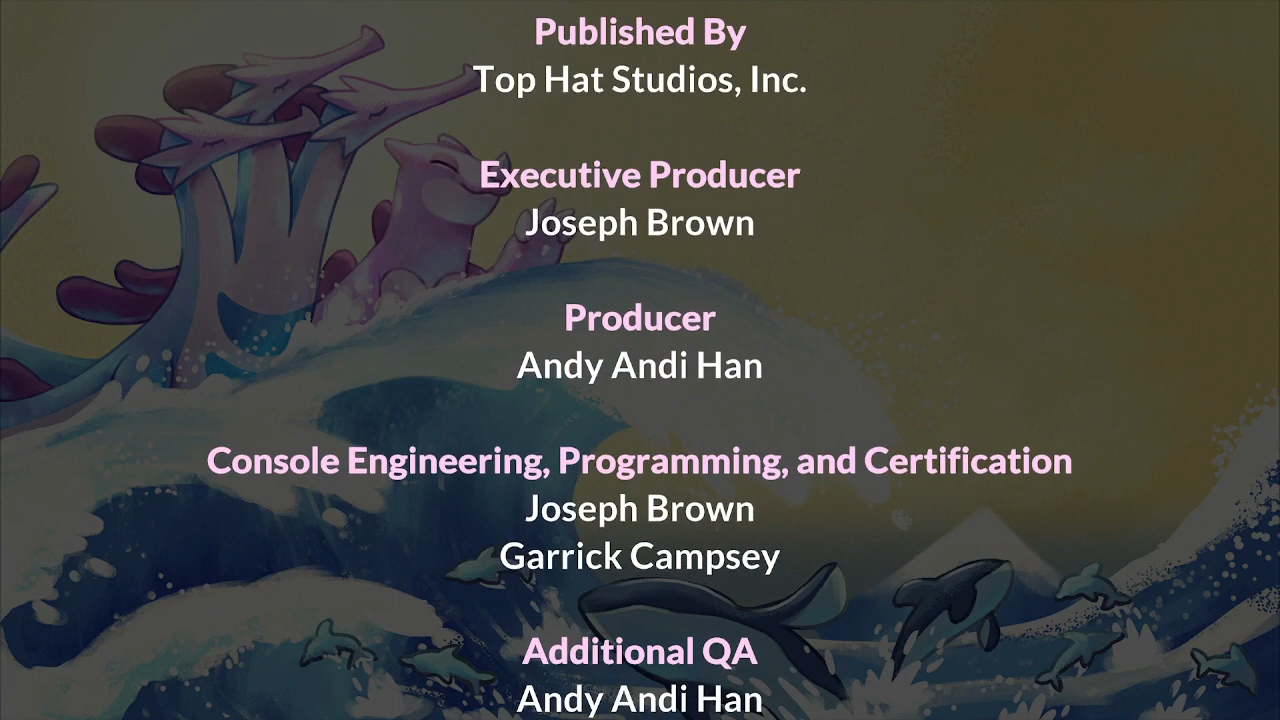 Published By
Top Hat Studios, Inc.
Executive Producer
Joseph Brown
Producer
Andy Andi Han
Console Engineering, Programming, and Certification
Joseph Brown
Garrick Campsey
Additional QA
Andy Andi Han